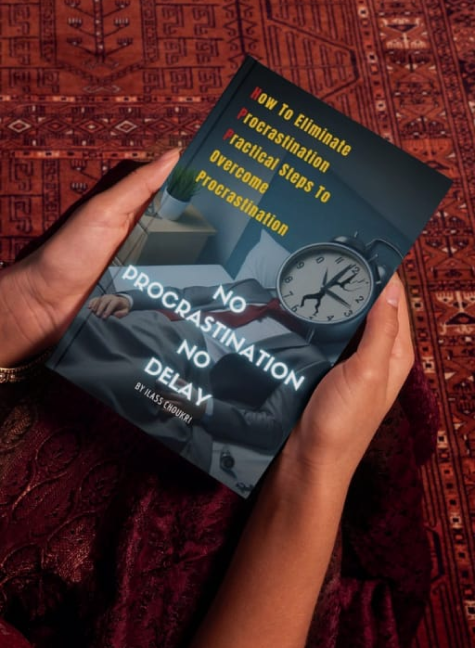 How To Eliminate
Procrastination
Practical Steps To
Overcome
Procrastination
NO
PROCRASTINATION
NO
DELAY
BY ILASS CHOUKRI